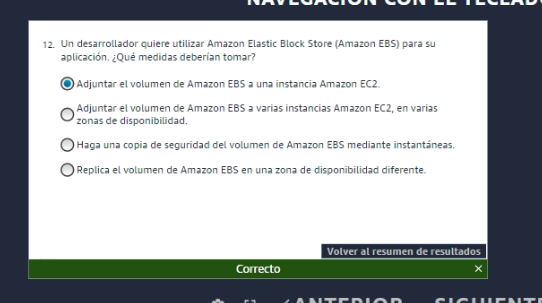 NAVEGACIÓN CON EL TECLADO
12. Un desarrollador quiere utilizar Amazon Elastic Block Store (Amazon EBS) para su
aplicación. ¿Qué medidas deberían tomar?
Adjuntar el volumen de Amazon EBS a una instancia Amazon EC2.
Adjuntar el volumen de Amazon EBS a varias instancias Amazon EC2, en varias
zonas de disponibilidad.
Haga una copia de seguridad del volumen de Amazon EBS mediante instantáneas.
Replica el volumen de Amazon EBS en una zona de disponibilidad diferente.
Volver al resumen de resultados
Correcto ×
ANTERIOR SIGUIENTE